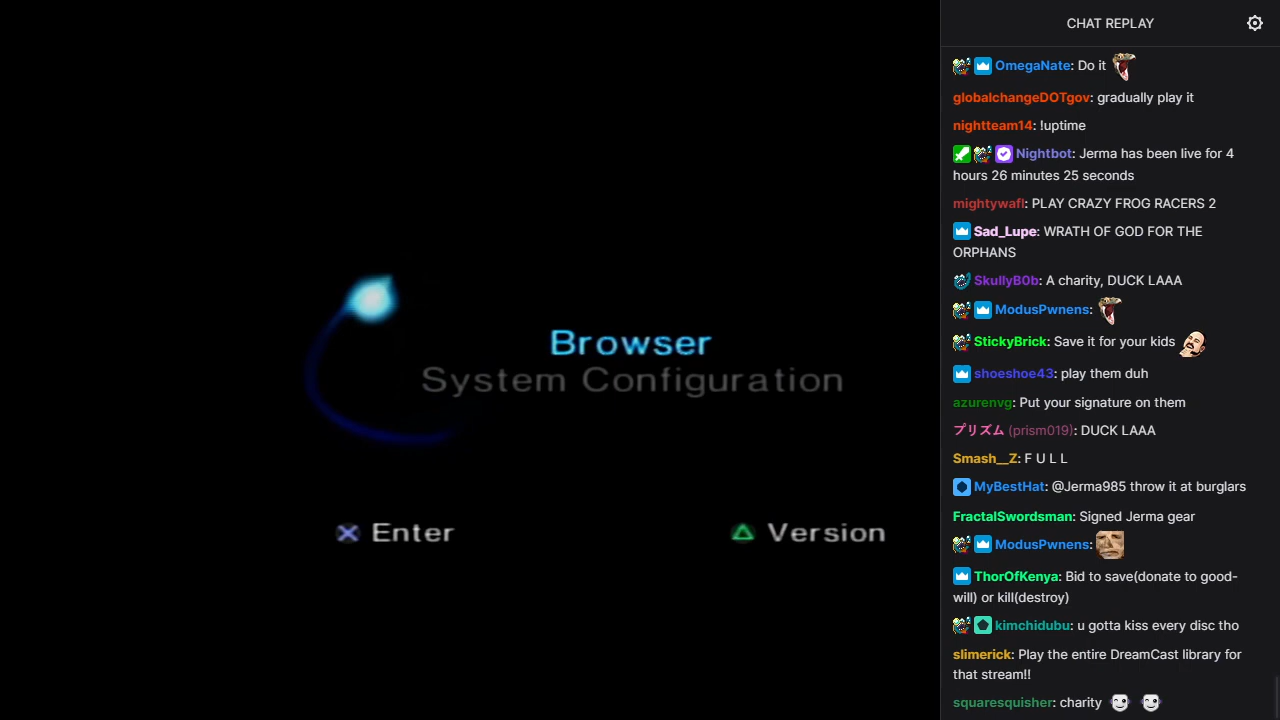 Browser
System Configuration
Enter
Version
CHAT REPLAY
OmegaNate: Do it
globalchangeDOTgov: gradually play it
nightteam14: !uptime
Nightbot: Jerma has been live for 4
hours 26 minutes 25 seconds
mightywafl: PLAY CRAZY FROG RACERS 2
Sad_Lupe: WRATH OF GOD FOR THE
ORPHANS
SkullyB0b: A charity, DUCK LAAA
ModusPwnens:
StickyBrick: Save it for your kids
shoeshoe43: play them duh
azurenvg: Put your signature on them
プリズム (prism019): DUCK LAAA
Smash__Z: F U L L
MyBestHat: @Jerma985 throw it at burglars
FractalSwordsman: Signed Jerma gear
ModusPwnens:
ThorOfKenya: Bid to save(donate to good-
will) or kill(destroy)
kimchidubu: u gotta kiss every disc tho
slimerick: Play the entire DreamCast library for
that stream!!
squaresquisher: charity